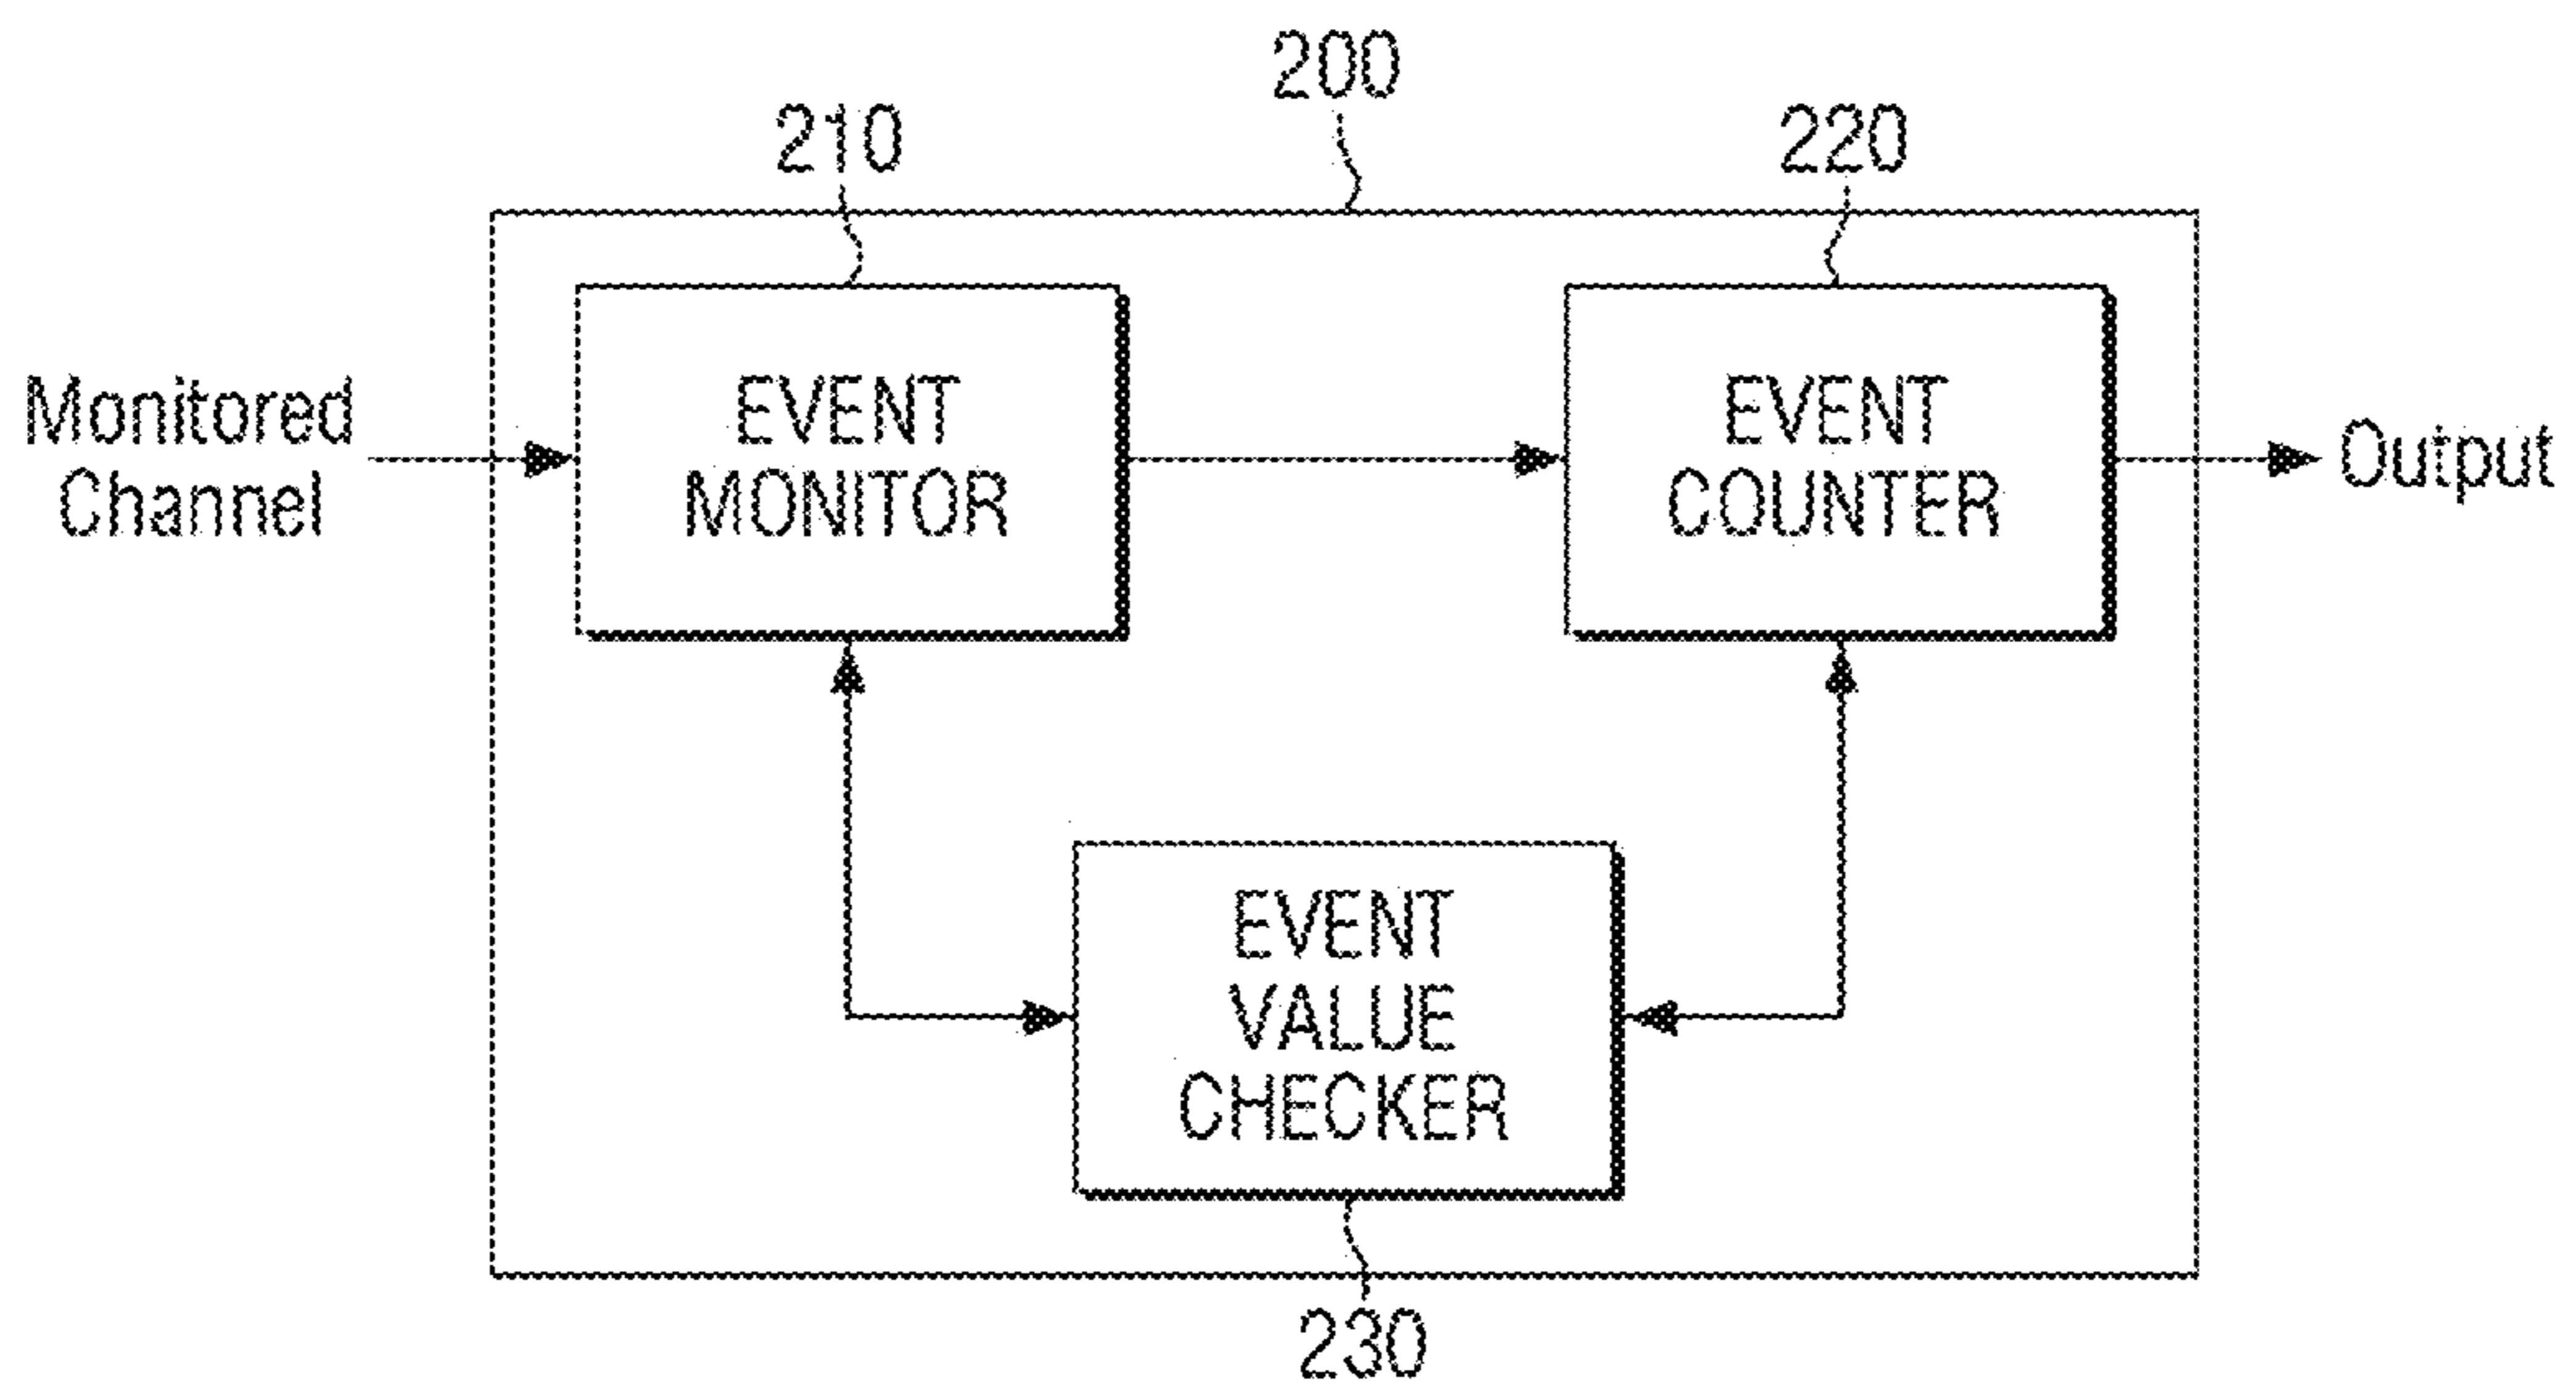 200
210
220
Monitored
Channel
EVENT
MONITOR
EVENT
COUNTER
Output
EVENT
VALUE
CHECKER
230